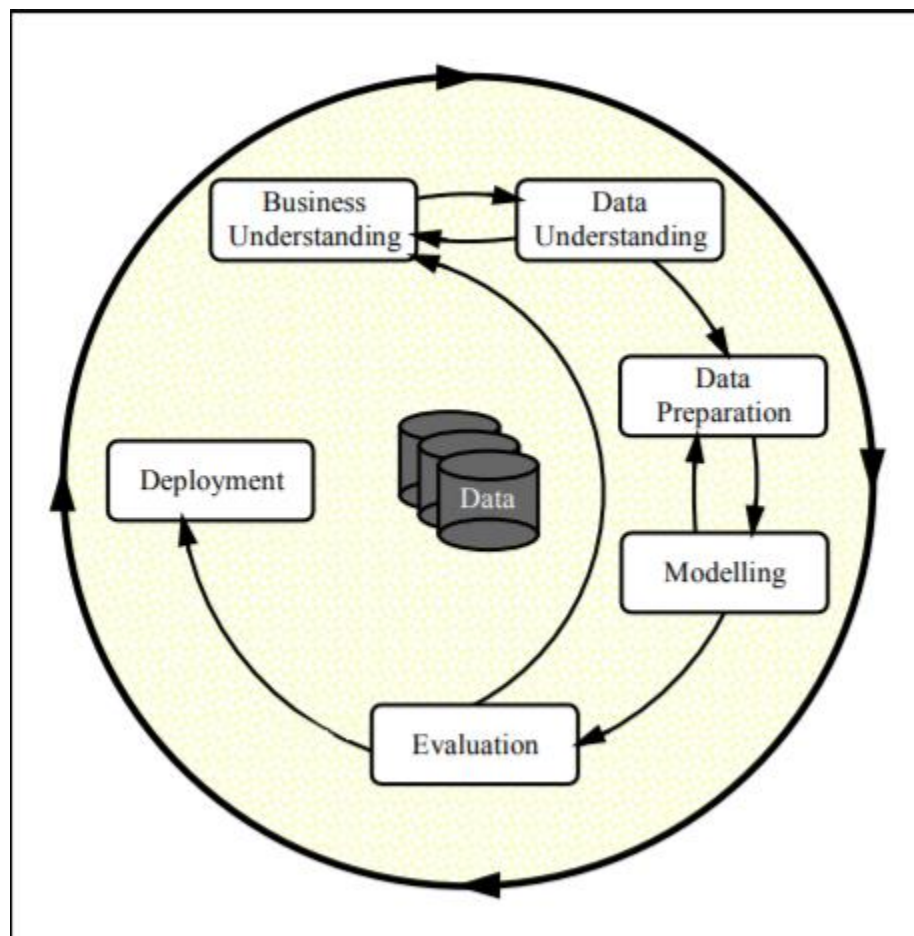 Business
Understanding
Data
Understanding
Data
Preparation
Deployment
Data
Modelling
Evaluation